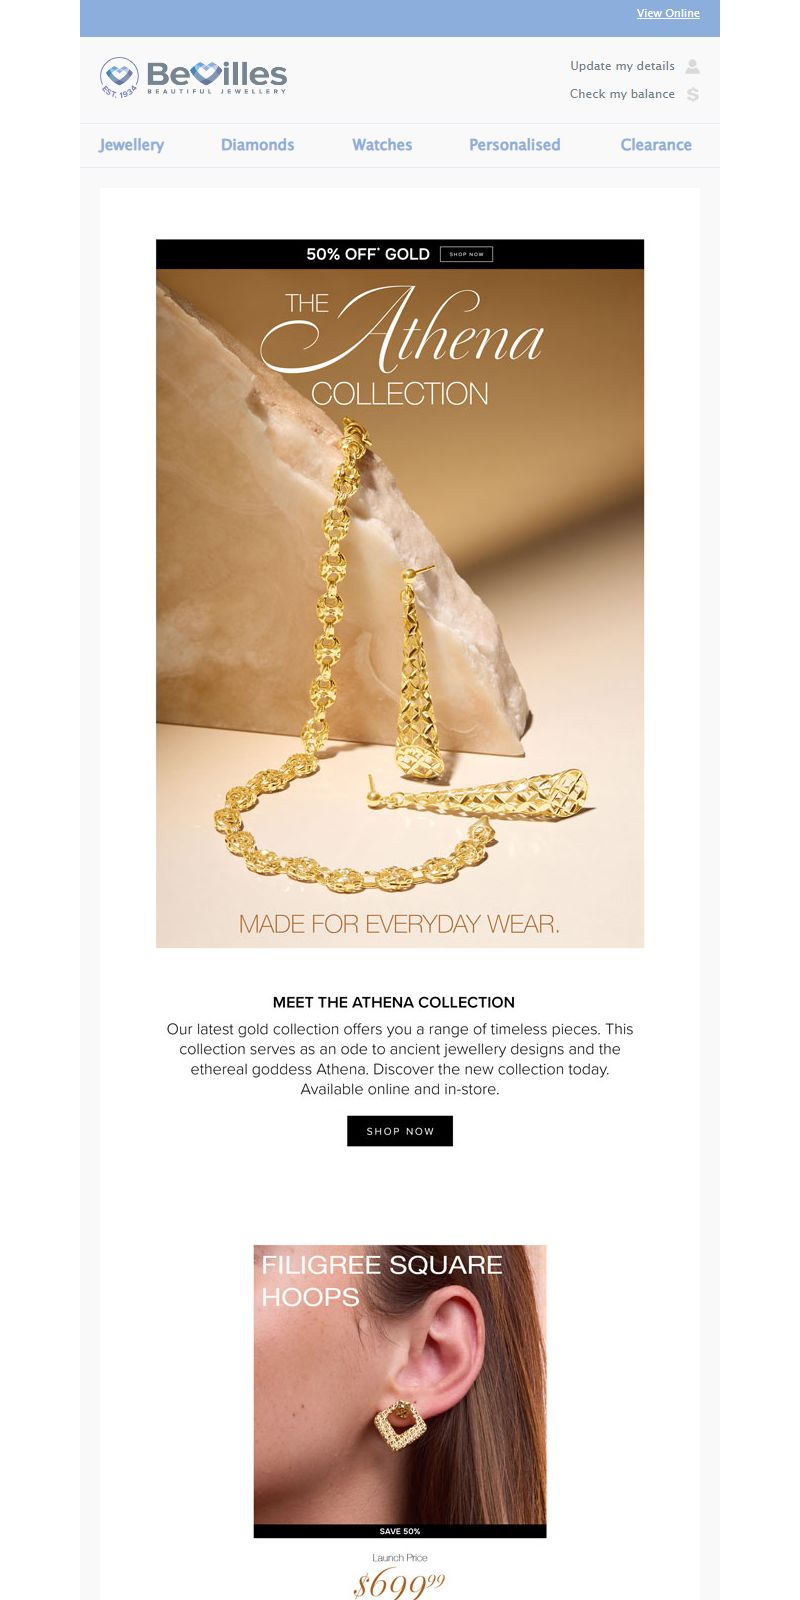 View Online
EST. 1934
Bevilles
BEAUTIFUL JEWELLERY
Update my details
Check my balance
Jewellery
Diamonds
Watches
Personalised
Clearance
50% OFF* GOLD
SHOP NOW
THE Athena
COLLECTION
MADE FOR EVERYDAY WEAR.
MEET THE ATHENA COLLECTION
Our latest gold collection offers you a range of timeless pieces. This
collection serves as an ode to ancient jewellery designs and the
ethereal goddess Athena. Discover the new collection today.
Available online and in-store.
SHOP NOW
FILIGREE SQUARE
HOOPS
SAVE 50%
Launch Price
$699.99